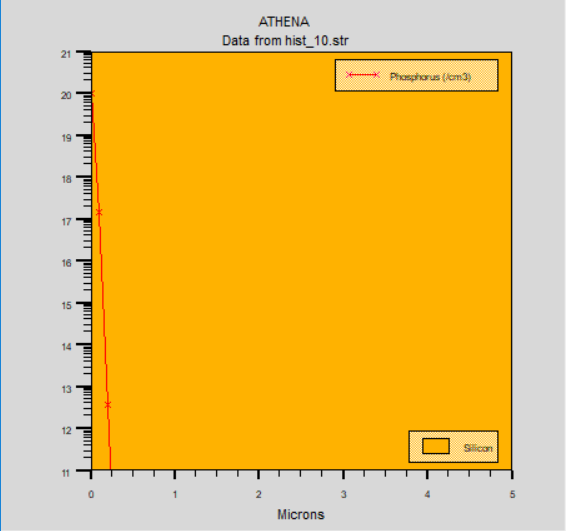 ATHENA
Data from hist_10.str
Phosphorus (/cm3)
21
20
19
18
17
16
15
14
13
12
11
Silicon
0 1 2 3 4 5
Microns